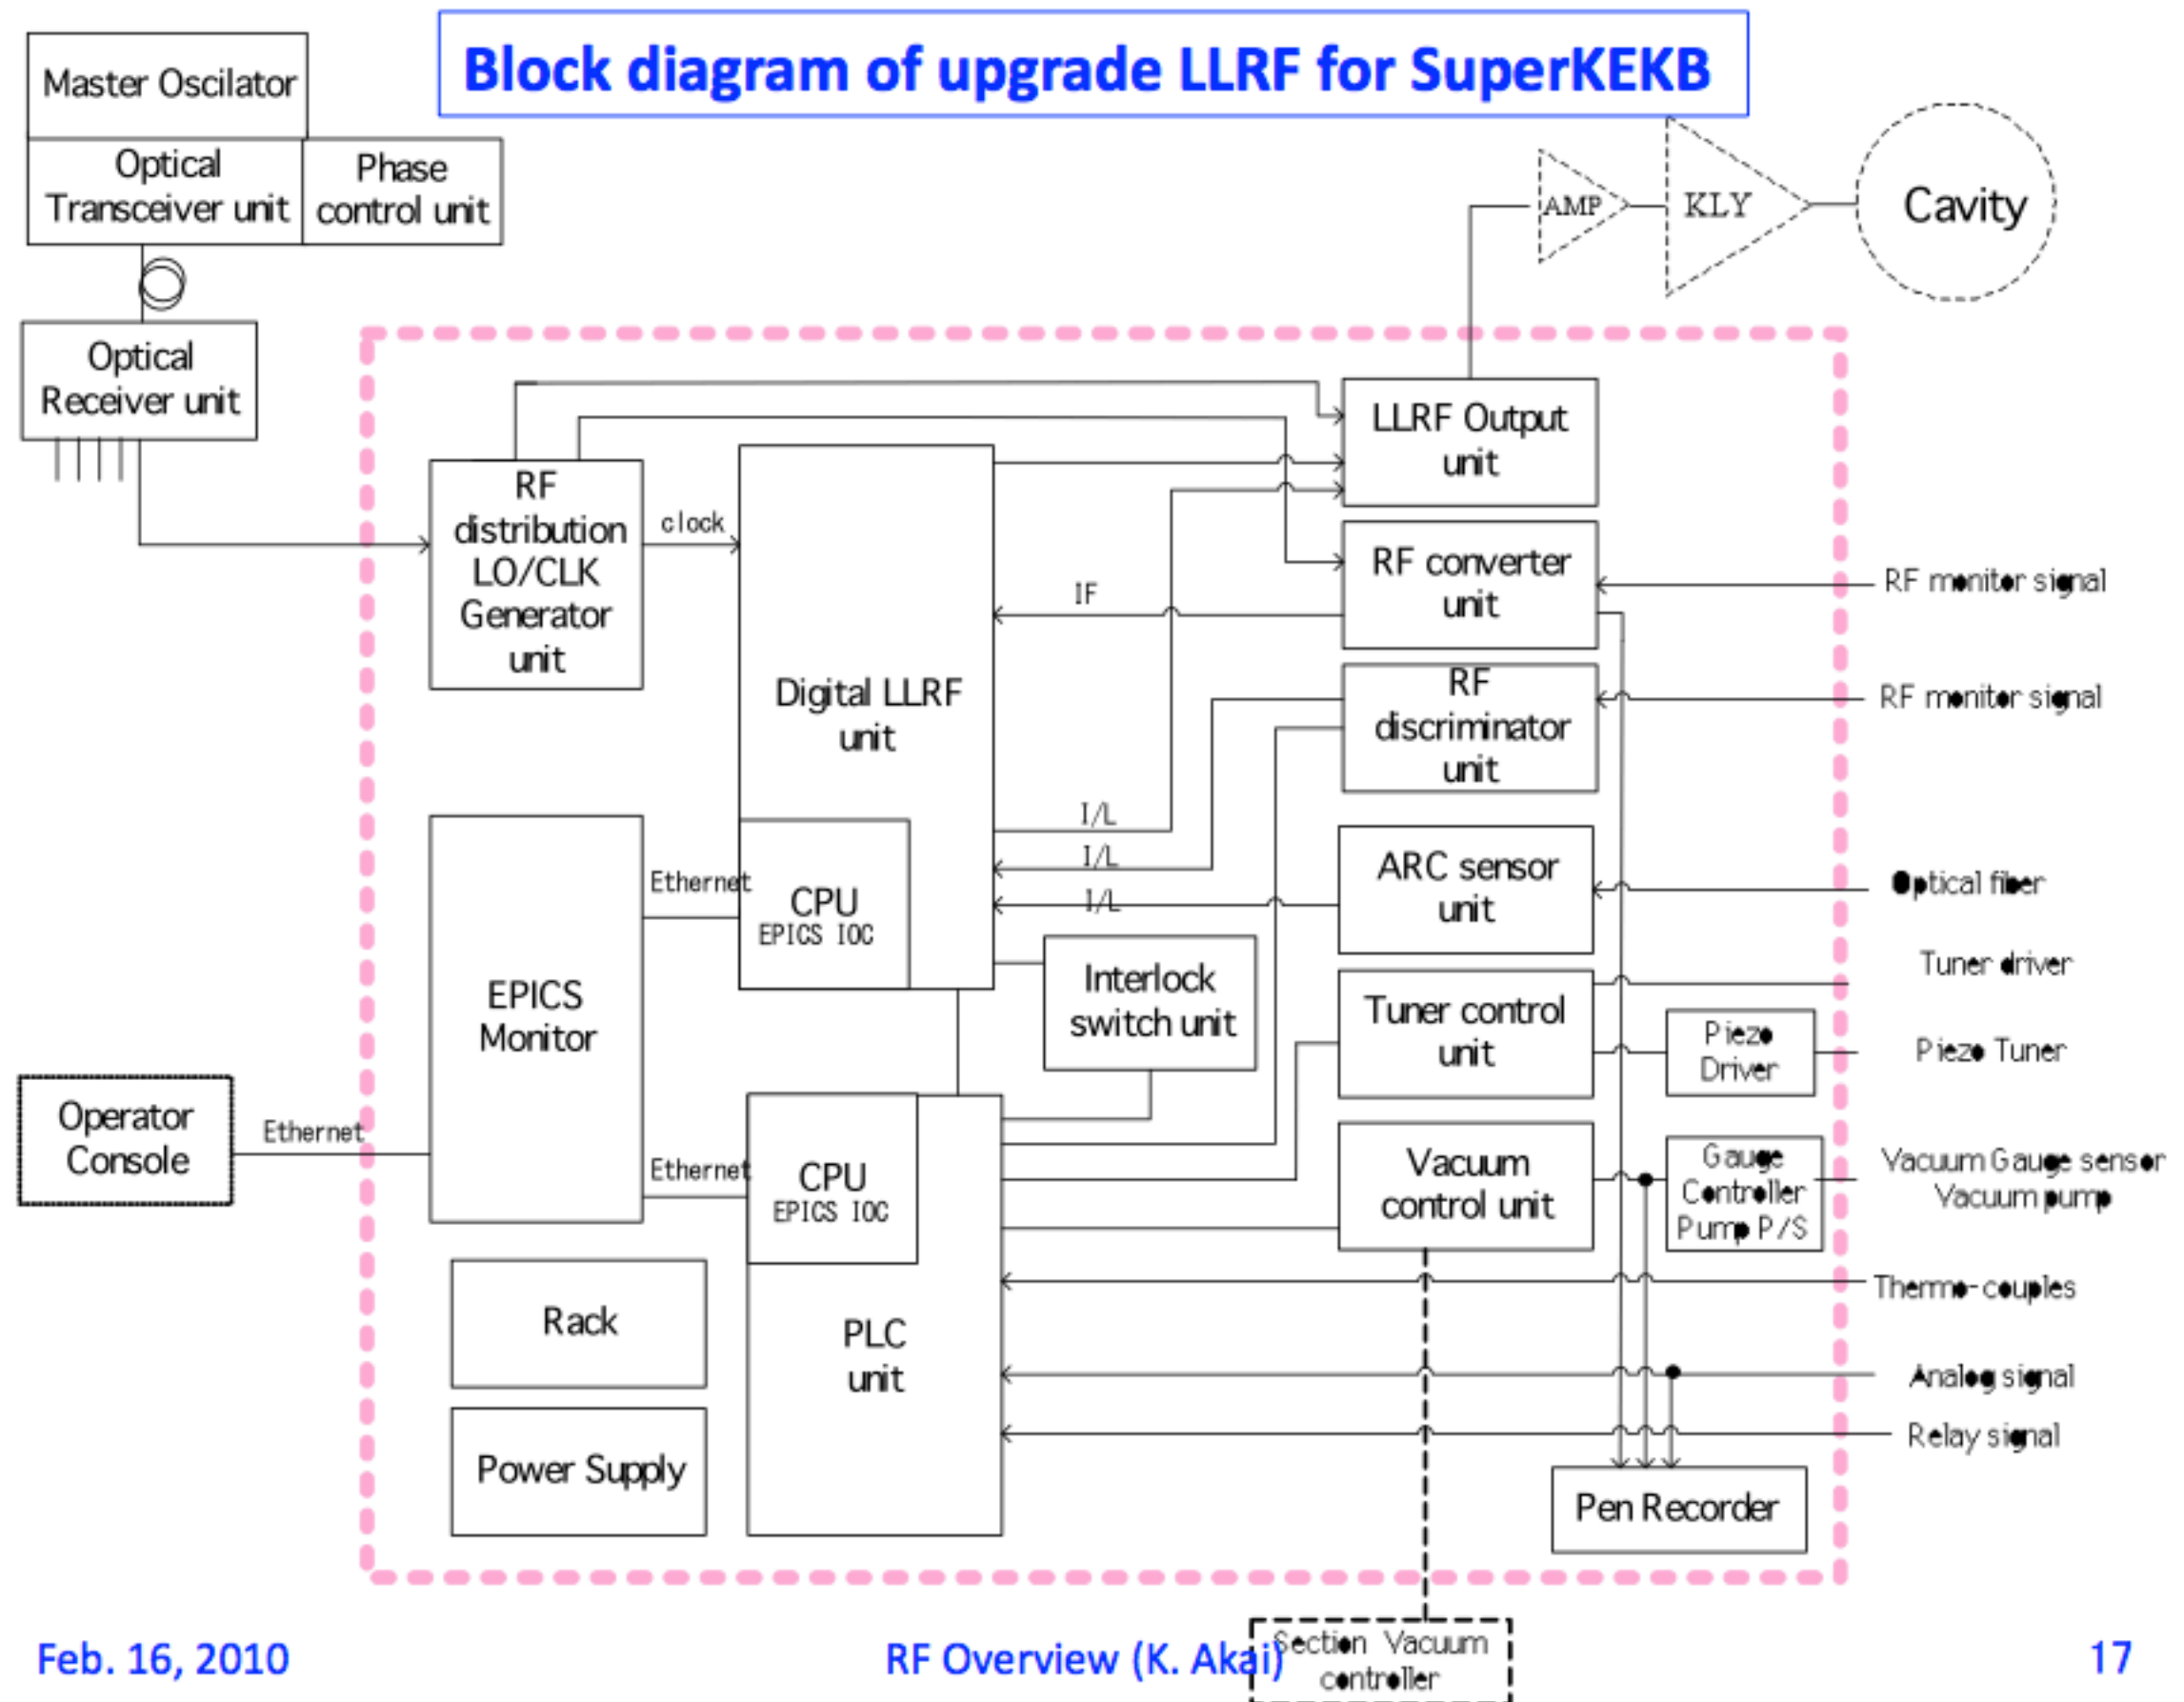 Block diagram of upgrade LLRF for SuperKEKB
Master Oscilator
Optical
Transceiver unit
Phase
control unit
AMP
KLY
Cavity
Optical
Receiver unit
RF
distribution
LO/CLK
Generator
unit
clock
Digital LLRF
unit
LLRF Output
unit
RF converter
unit
IF
RF monitor signal
RF
discriminator
unit
RF monitor signal
I/L
I/L
I/L
ARC sensor
unit
Optical fiber
Ethernet
CPU
EPICS IOC
EPICS
Monitor
Interlock
switch unit
Tuner control
unit
Tuner driver
Piezo
Driver
Piezo Tuner
Operator
Console
Ethernet
Ethernet
CPU
EPICS IOC
Vacuum
control unit
Gauge
Controller
Pump P/S
Vacuum Gauge sensor
Vacuum pump
Rack
PLC
unit
Thermo-couples
Analog signal
Relay signal
Power Supply
Pen Recorder
Section Vacuum
controller
Feb. 16, 2010
RF Overview (K. Akai)
17